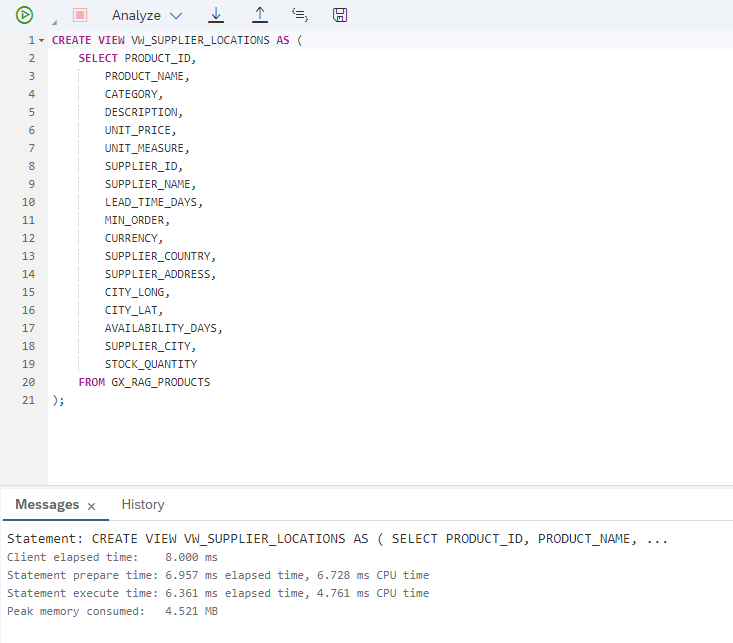 Analyze
1 CREATE VIEW VW_SUPPLIER_LOCATIONS AS (
2 SELECT PRODUCT_ID,
3 PRODUCT_NAME,
4 CATEGORY,
5 DESCRIPTION,
6 UNIT_PRICE,
7 UNIT_MEASURE,
8 SUPPLIER_ID,
9 SUPPLIER_NAME,
10 LEAD_TIME_DAYS,
11 MIN_ORDER,
12 CURRENCY,
13 SUPPLIER_COUNTRY,
14 SUPPLIER_ADDRESS,
15 CITY_LONG,
16 CITY_LAT,
17 AVAILABILITY_DAYS,
18 SUPPLIER_CITY,
19 STOCK_QUANTITY
20 FROM GX_RAG_PRODUCTS
21 );
Messages × History
Statement: CREATE VIEW VW_SUPPLIER_LOCATIONS AS ( SELECT PRODUCT_ID, PRODUCT_NAME, ...
Client elapsed time: 8.000 ms
Statement prepare time: 6.957 ms elapsed time, 6.728 ms CPU time
Statement execute time: 6.361 ms elapsed time, 4.761 ms CPU time
Peak memory consumed: 4.521 MB